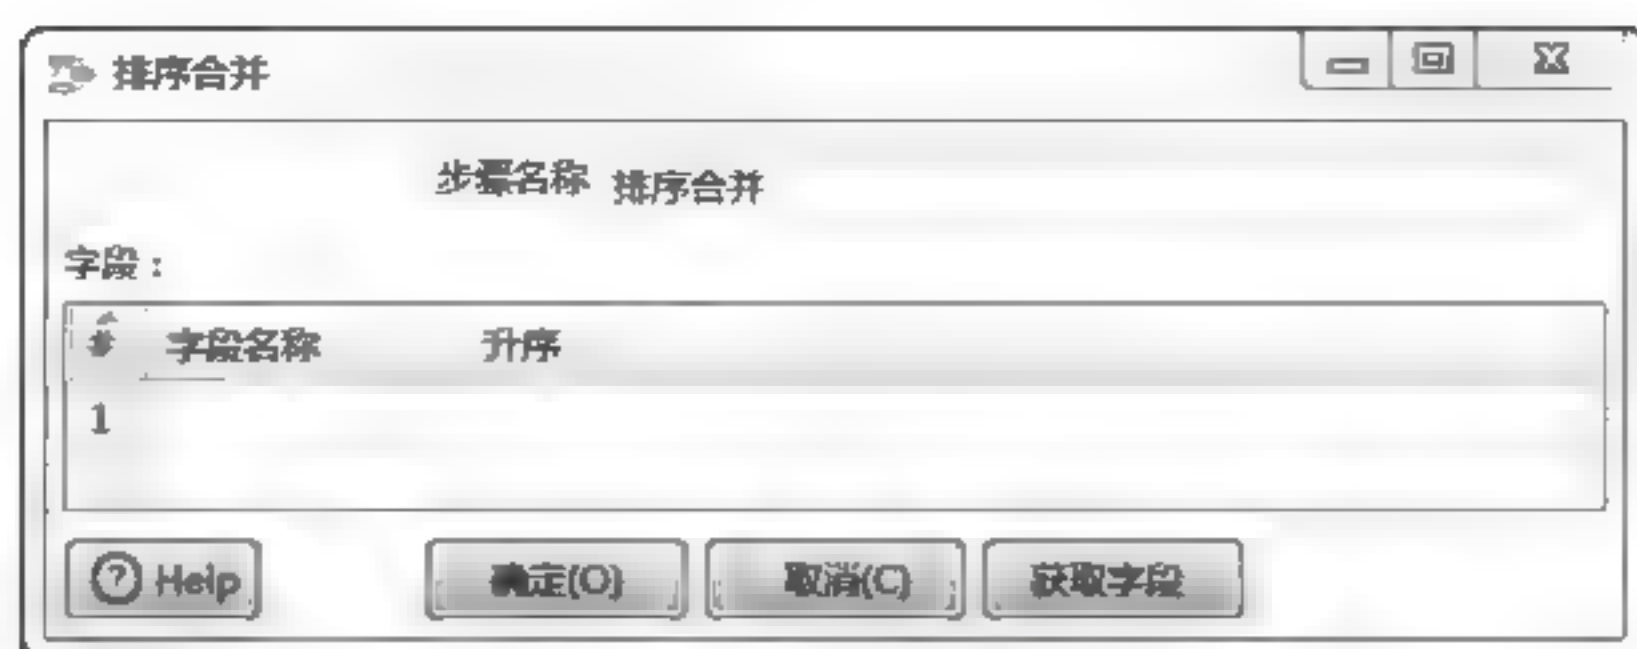 排序合并
步骤名称 排序合并
字段：
# 字段名称 升序
1
? Help 确定(O) 取消(C) 获取字段